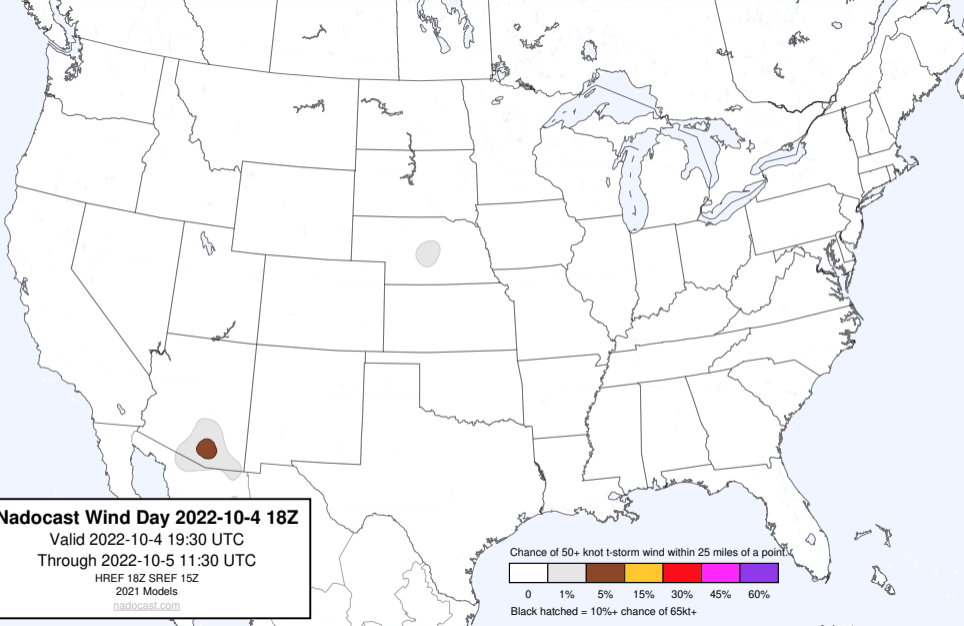 Nadocast Wind Day 2022-10-4 18Z
Valid 2022-10-4 19:30 UTC
Through 2022-10-5 11:30 UTC
HREF 18Z SREF 15Z
2021 Models
nadocast.com
Chance of 50+ knot t-storm wind within 25 miles of a point.
0 1% 5% 15% 30% 45% 60%
Black hatched = 10%+ chance of 65kt+